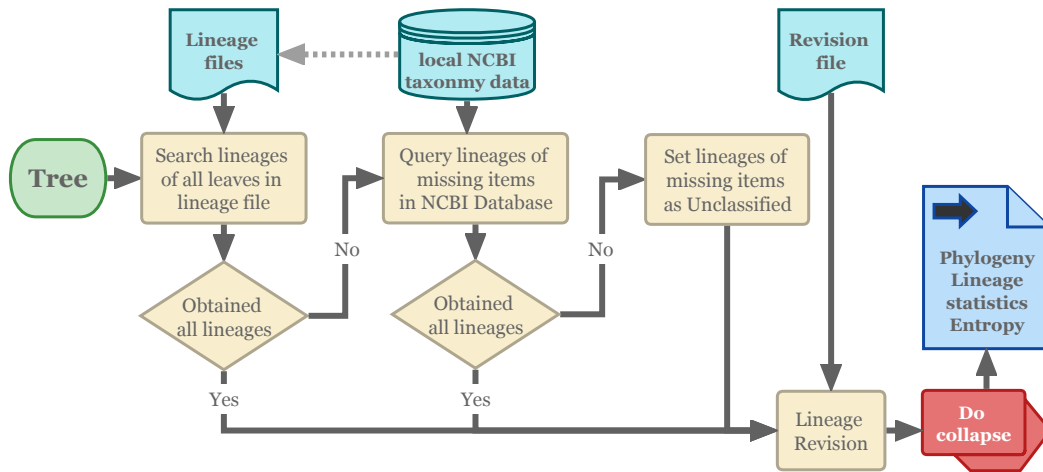 Lineage
files
local NCBI
taxonmy data
Revision
file
Tree
Search lineages
of all leaves in
lineage file
Query lineages of
missing items
in NCBI Database
Set lineages of
missing items
as Unclassified
No
No
Obtained
all lineages
Obtained
all lineages
Phylogeny
Lineage
statistics
Entropy
Yes
Yes
Lineage
Revision
Do
collapse